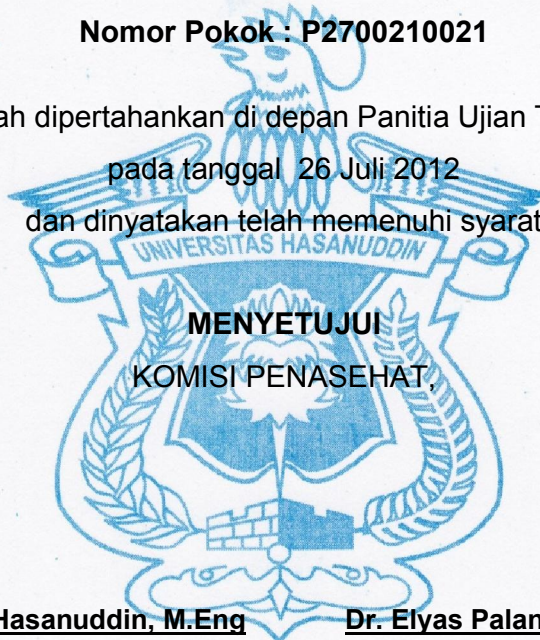 Nomor Pokok : P2700210021
ah dipertahankan di depan Panitia Ujian T
pada tanggal 26 Juli 2012
dan dinyatakan telah memenuhi syarat
UNIVERSITAS HASANUDDIN
MENYETUJUI
KOMISI PENASEHAT,
Hasanuddin, M.Eng Dr. Elyas Palan